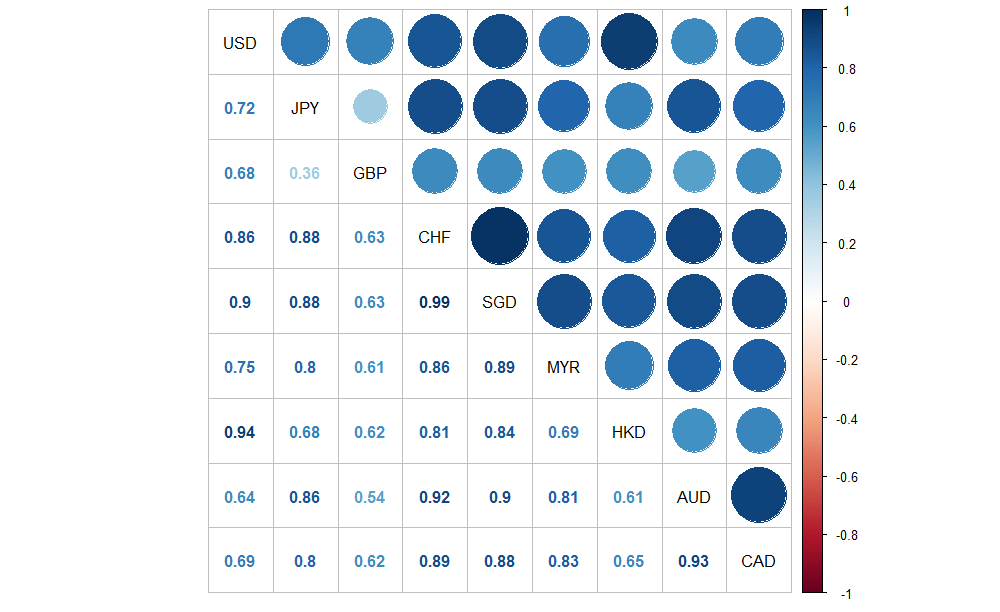 USD
0.72 JPY
0.68 0.36 GBP
0.86 0.88 0.63 CHF
0.9 0.88 0.63 0.99 SGD
0.75 0.8 0.61 0.86 0.89 MYR
0.94 0.68 0.62 0.81 0.84 0.69 HKD
0.64 0.86 0.54 0.92 0.9 0.81 0.61 AUD
0.69 0.8 0.62 0.89 0.88 0.83 0.65 0.93 CAD
1
0.8
0.6
0.4
0.2
0
-0.2
-0.4
-0.6
-0.8
-1